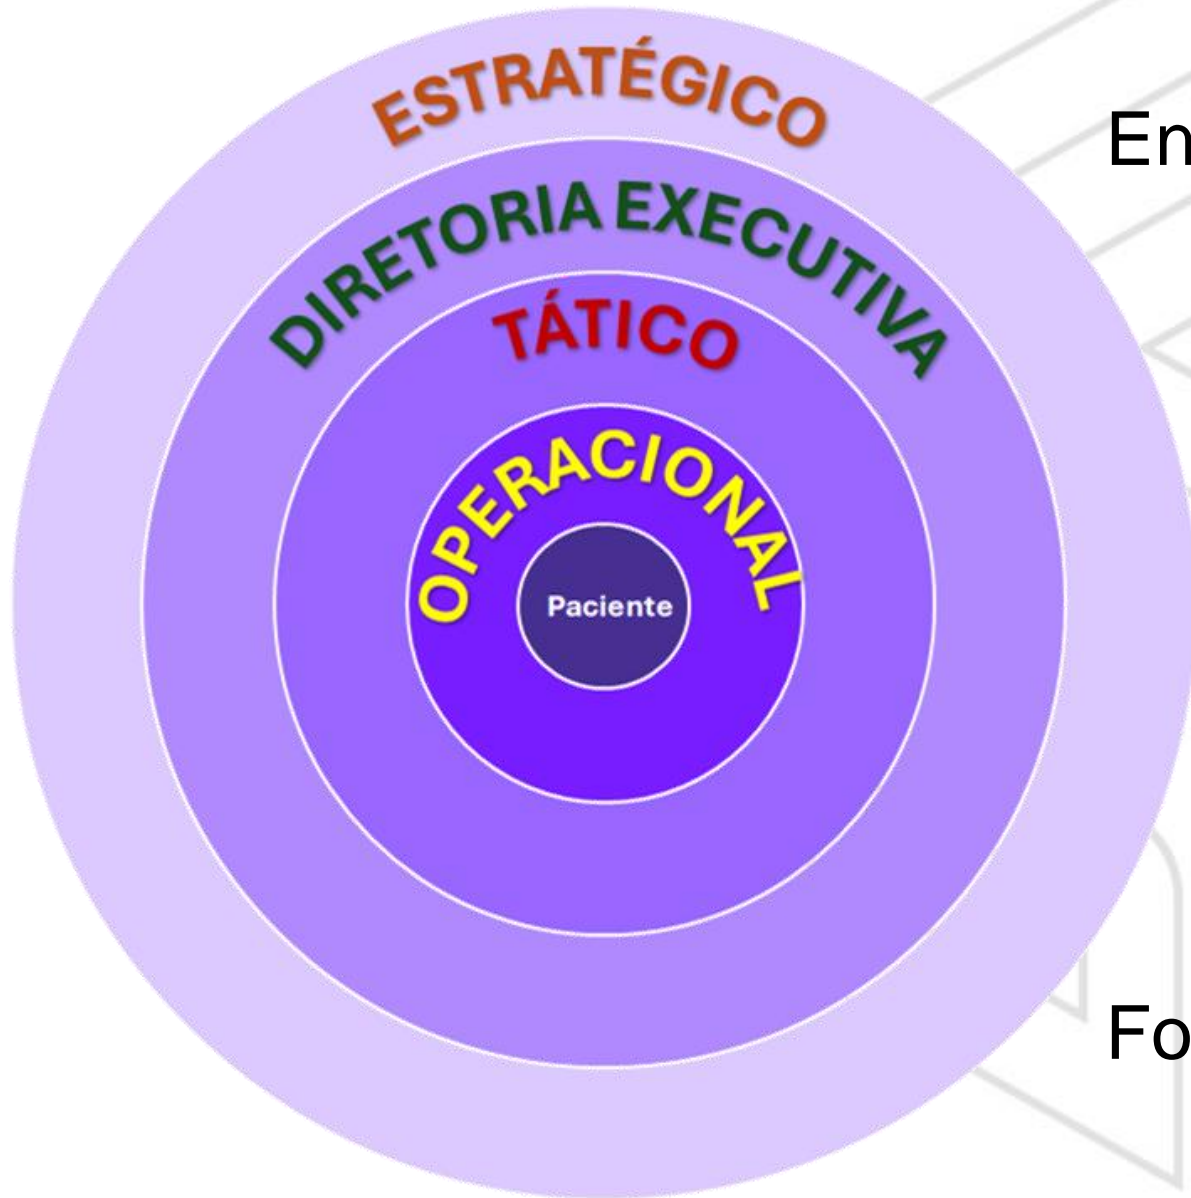 ESTRATÉGICO
En
DIRETORIA EXECUTIVA
TÁTICO
OPERACIONAL
Paciente
Fo